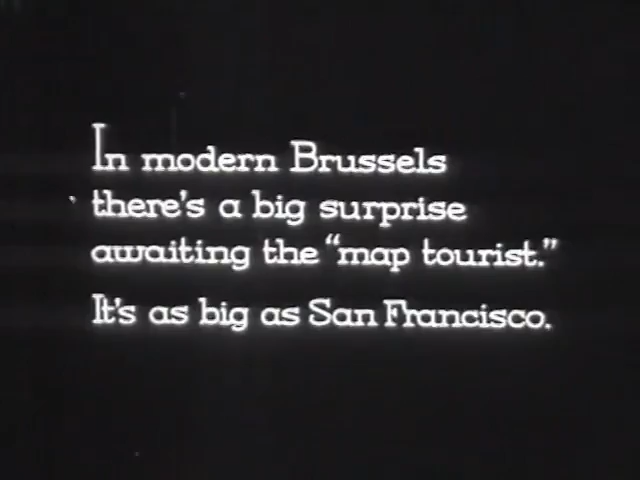 In modern Brussels
there's a big surprise
awaiting the “map tourist.”
It's as big as San Francisco.